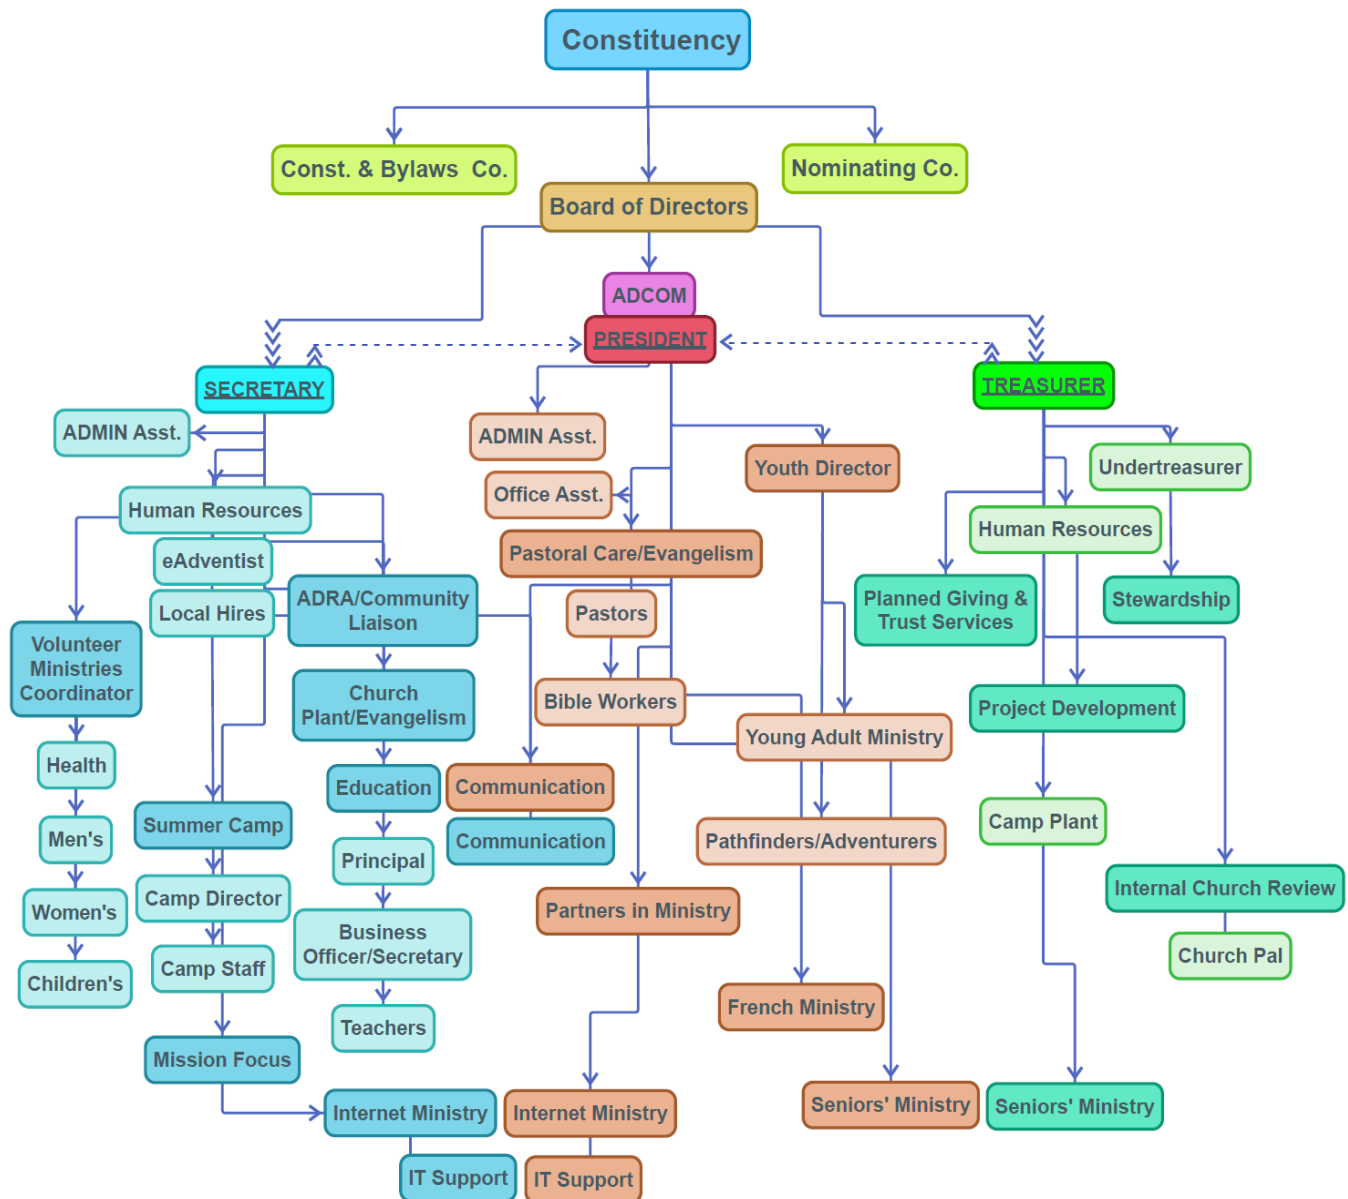 Constituency
Const. & Bylaws Co.
Nominating Co.
Board of Directors
ADCOM
PRESIDENT
SECRETARY
TREASURER
ADMIN Asst.
ADMIN Asst.
Youth Director
Undertreasurer
Office Asst.
Human Resources
Human Resources
eAdventist
Pastoral Care/Evangelism
Local Hires
ADRA/Community
Liaison
Pastors
Planned Giving &
Trust Services
Stewardship
Volunteer
Ministries
Coordinator
Church
Plant/Evangelism
Bible Workers
Project Development
Young Adult Ministry
Health
Education
Communication
Communication
Summer Camp
Camp Plant
Men's
Principal
Pathfinders/Adventurers
Internal Church Review
Women's
Camp Director
Partners in Ministry
Business
Officer/Secretary
Church Pal
Children's
Camp Staff
French Ministry
Teachers
Mission Focus
Internet Ministry
Internet Ministry
Seniors' Ministry
Seniors' Ministry
IT Support
IT Support